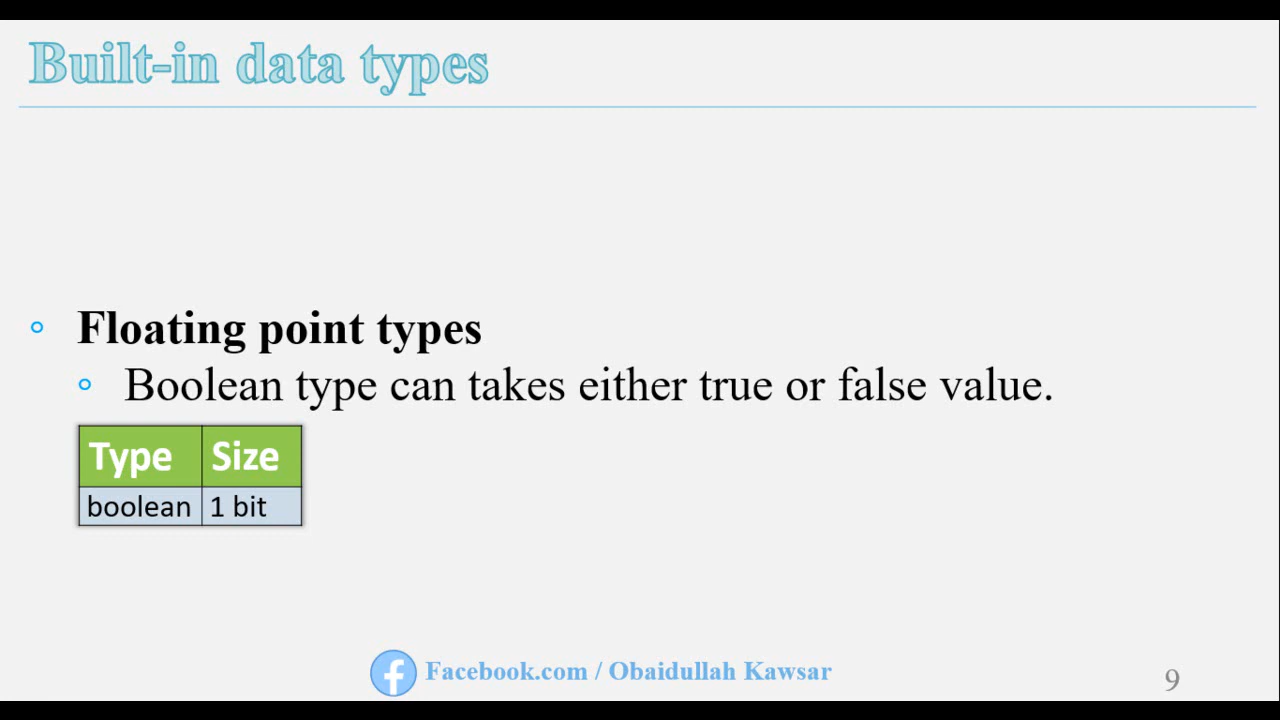 Built-in data types
Floating point types
Boolean type can takes either true or false value.
Type Size
boolean 1 bit
Facebook.com / Obaidullah Kawsar
9